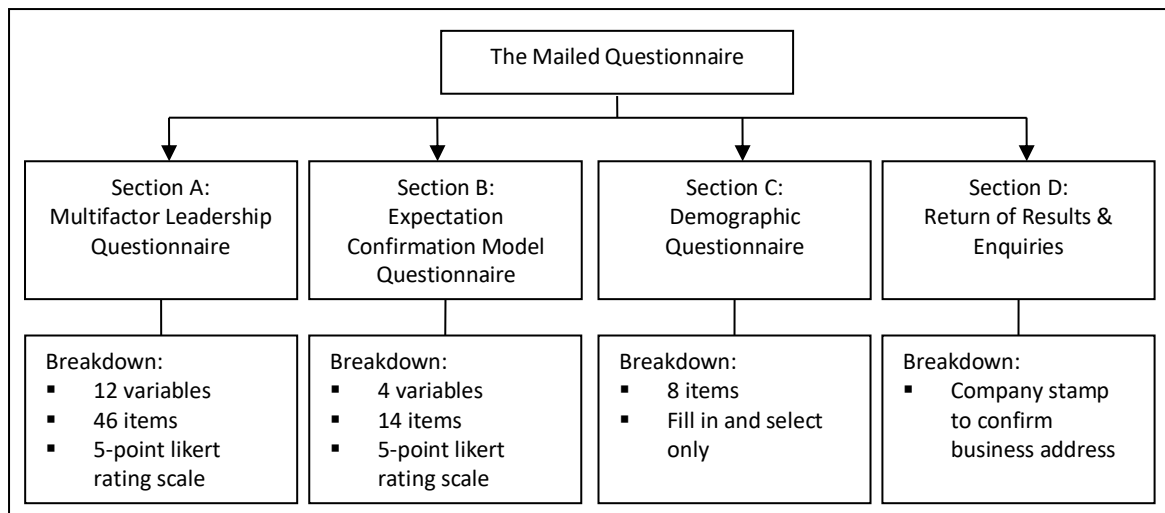 The Mailed Questionnaire
Section A:
Multifactor Leadership
Questionnaire
Section B:
Expectation
Confirmation Model
Questionnaire
Section C:
Demographic
Questionnaire
Section D:
Return of Results &
Enquiries
Breakdown:
▪ 12 variables
▪ 46 items
▪ 5-point likert
rating scale
Breakdown:
▪ 4 variables
▪ 14 items
▪ 5-point likert
rating scale
Breakdown:
▪ 8 items
▪ Fill in and select
only
Breakdown:
▪ Company stamp
to confirm
business address